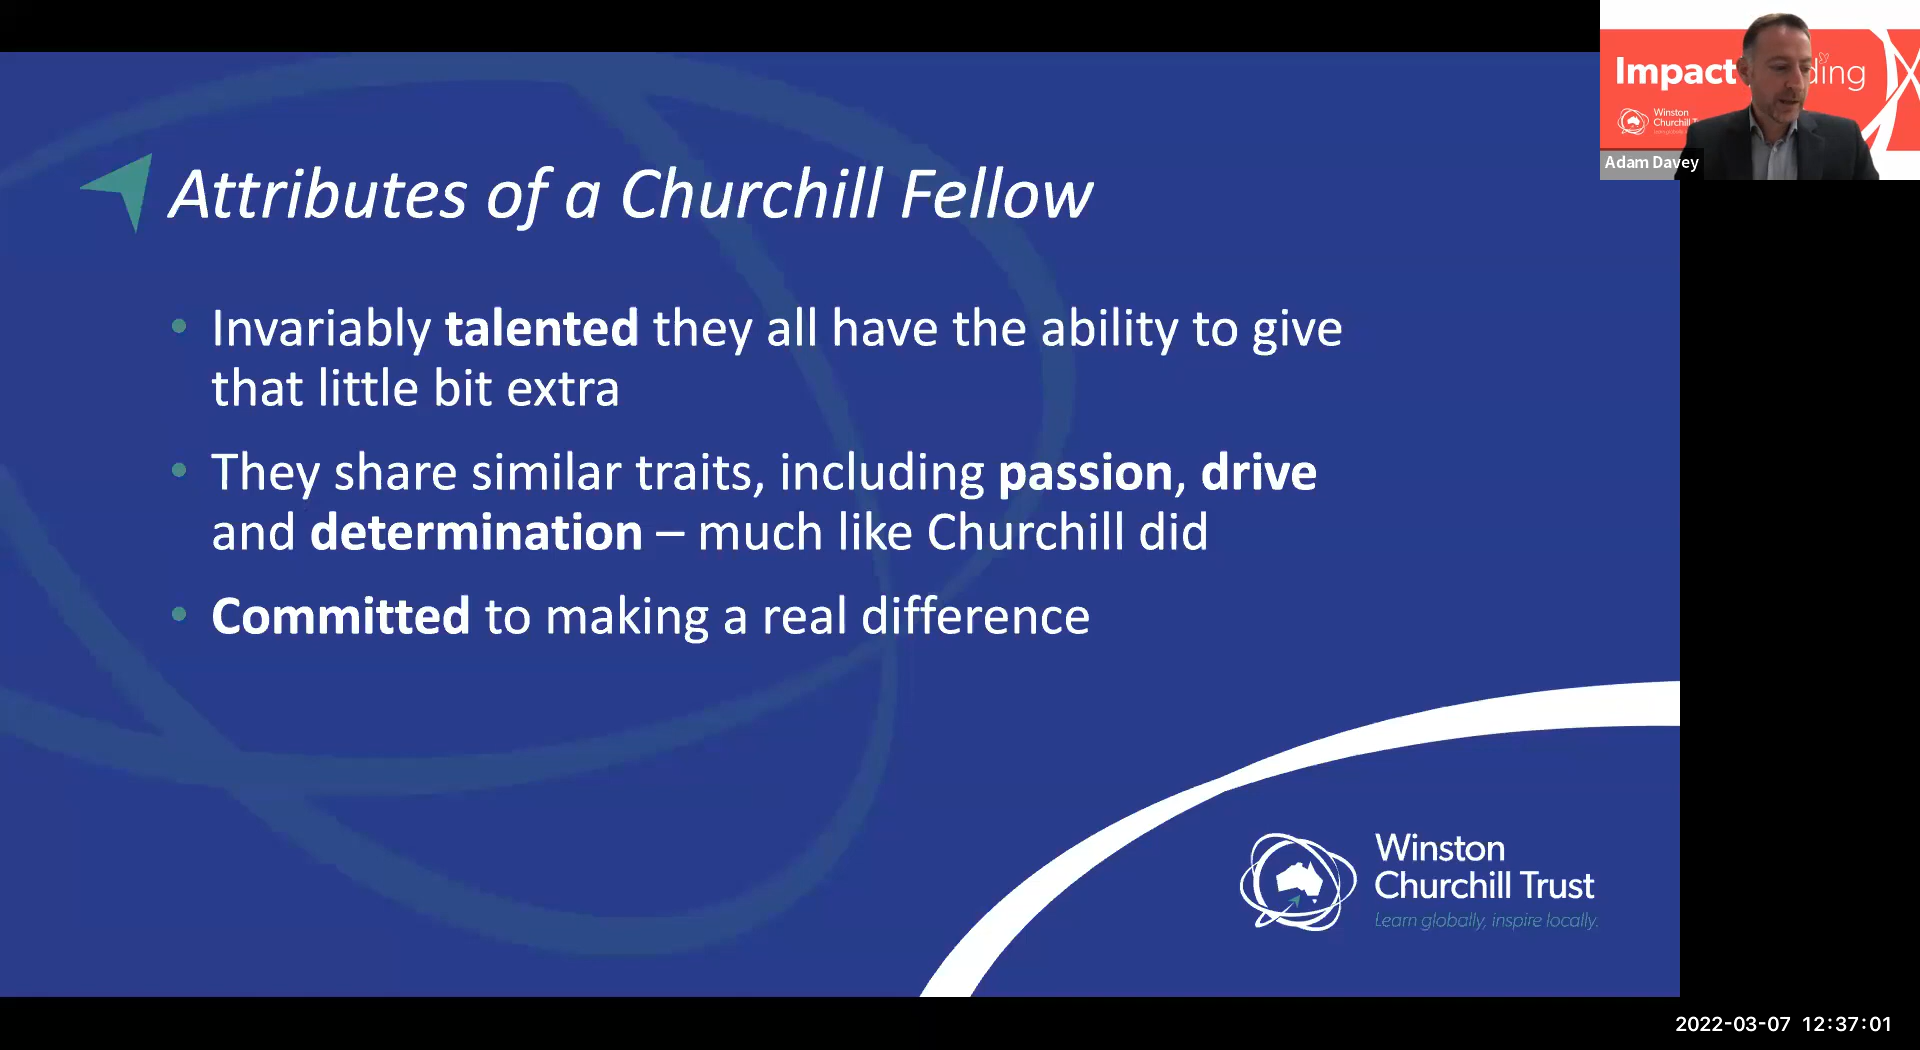 Attributes of a Churchill Fellow
Invariably talented they all have the ability to give
that little bit extra
They share similar traits, including passion, drive
and determination – much like Churchill did
Committed to making a real difference
Winston
Churchill Trust
Learn globally, inspire locally.
Impact
Winston
Adam Davey
2022-03-07 12:37:01